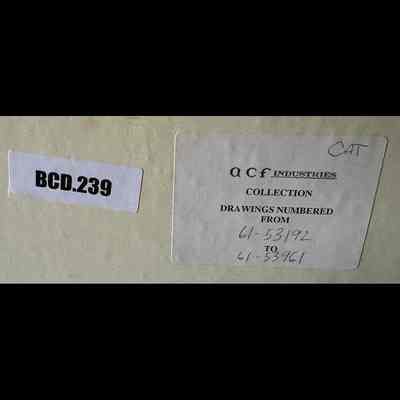 BCD.239
CAT
acf INDUSTRIES
COLLECTION
DRAWINGS NUMBERED
FROM
61-53192
TO
61-53961